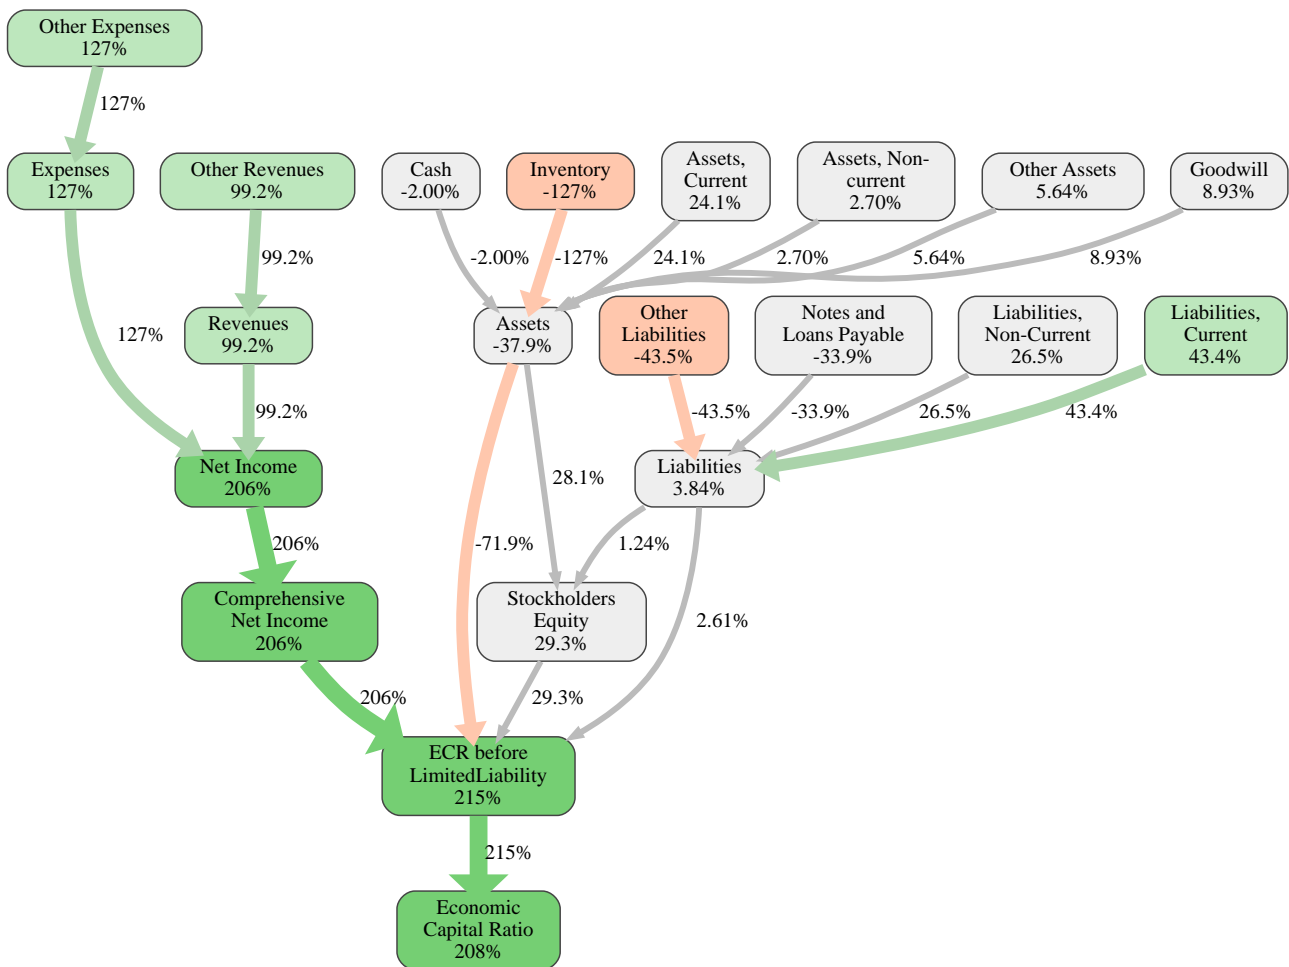 Other Expenses
127%
127%
Expenses
127%
Other Revenues
99.2%
Cash
-2.00%
Inventory
-127%
Assets,
Current
24.1%
Assets, Non-
current
2.70%
Other Assets
5.64%
Goodwill
8.93%
99.2%
-2.00%
-127%
24.1%
2.70%
5.64%
8.93%
127%
Revenues
99.2%
Assets
-37.9%
Other
Liabilities
-43.5%
Notes and
Loans Payable
-33.9%
Liabilities,
Non-Current
26.5%
Liabilities,
Current
43.4%
99.2%
-43.5%
-33.9%
26.5%
43.4%
Net Income
206%
28.1%
Liabilities
3.84%
206%
-71.9%
1.24%
Comprehensive
Net Income
206%
Stockholders
Equity
29.3%
2.61%
206%
29.3%
ECR before
LimitedLiability
215%
215%
Economic
Capital Ratio
208%